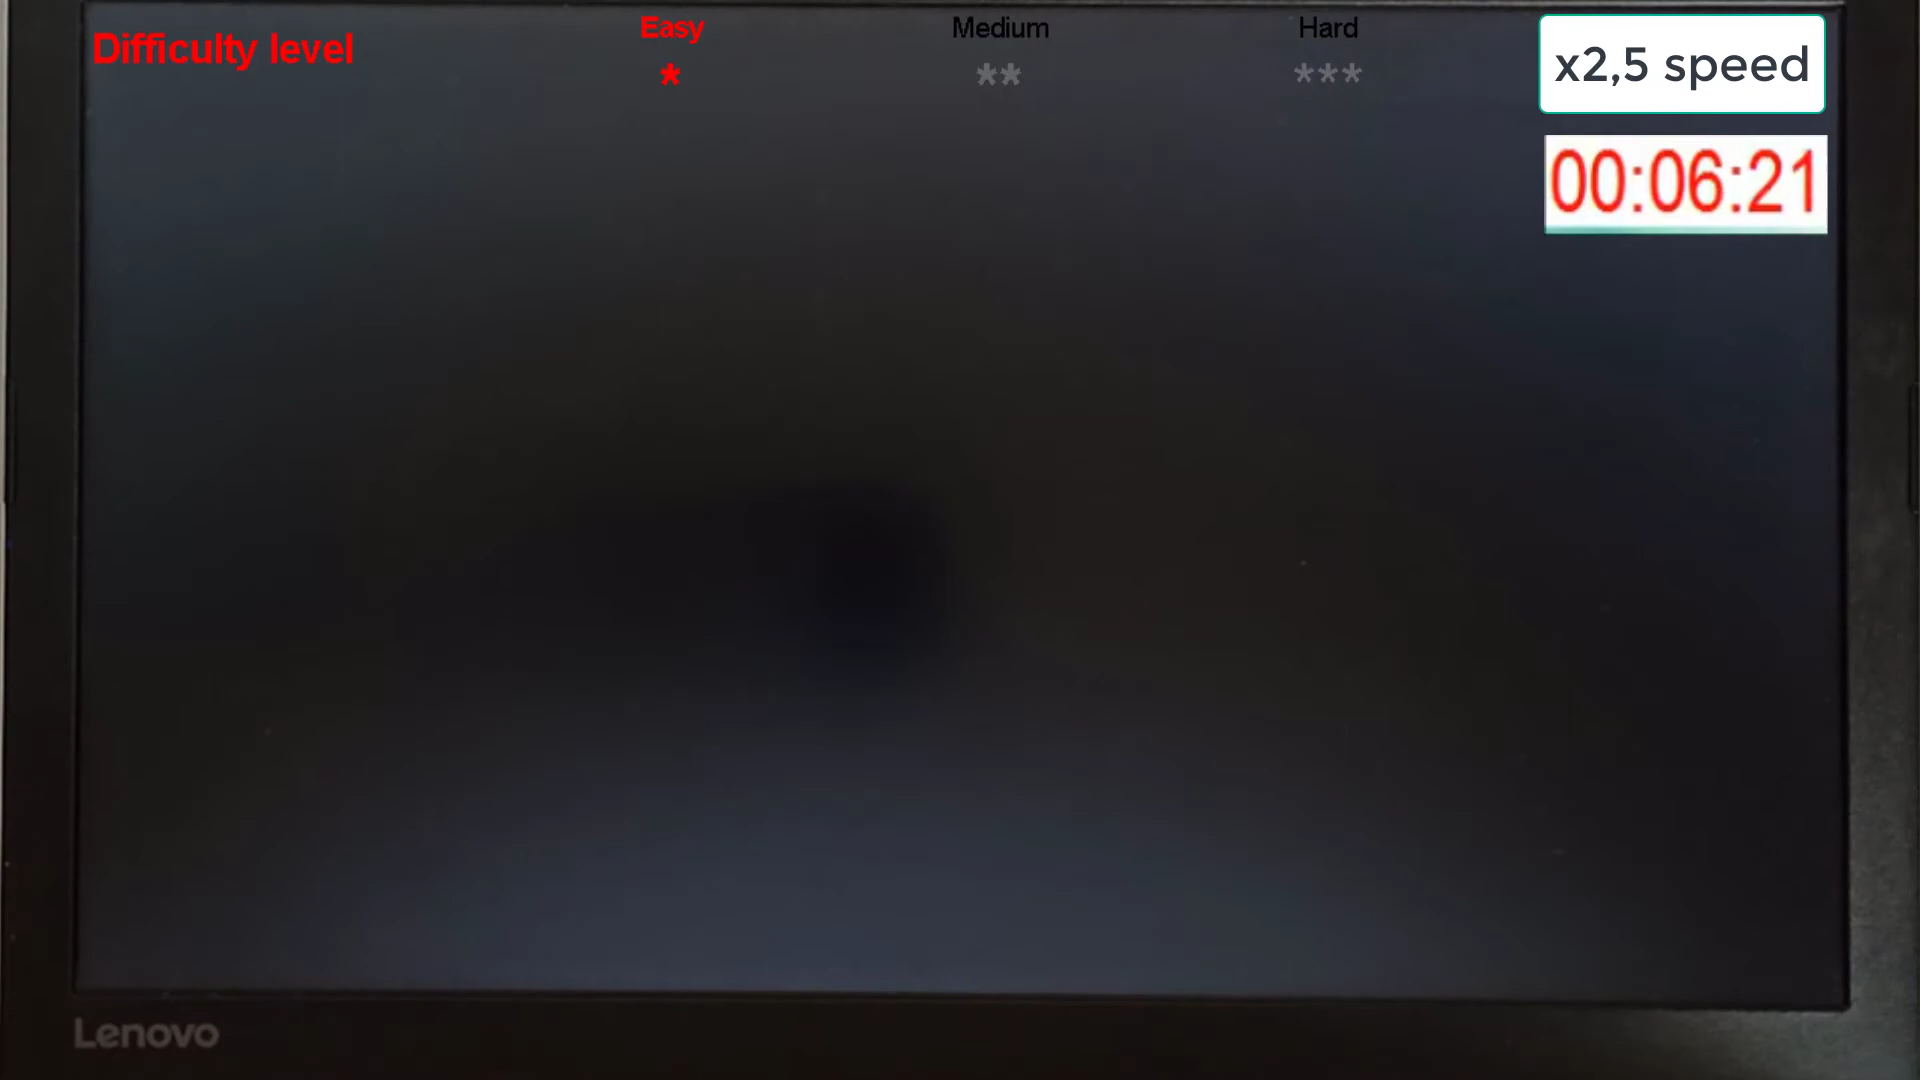 Difficulty level
Easy
*
Medium
**
Hard
***
x2,5 speed
00:06:21
Lenovo